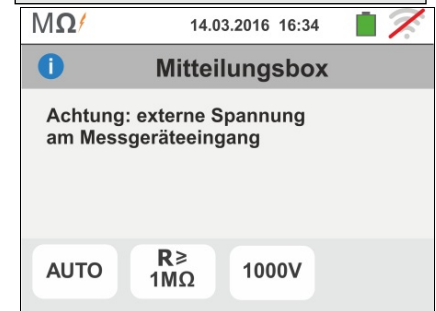 MΩ 14.03.2016 16:34
Mitteilungsbox
Achtung: externe Spannung
am Messgeräteeingang
AUTO R≥ 1MΩ 1000V